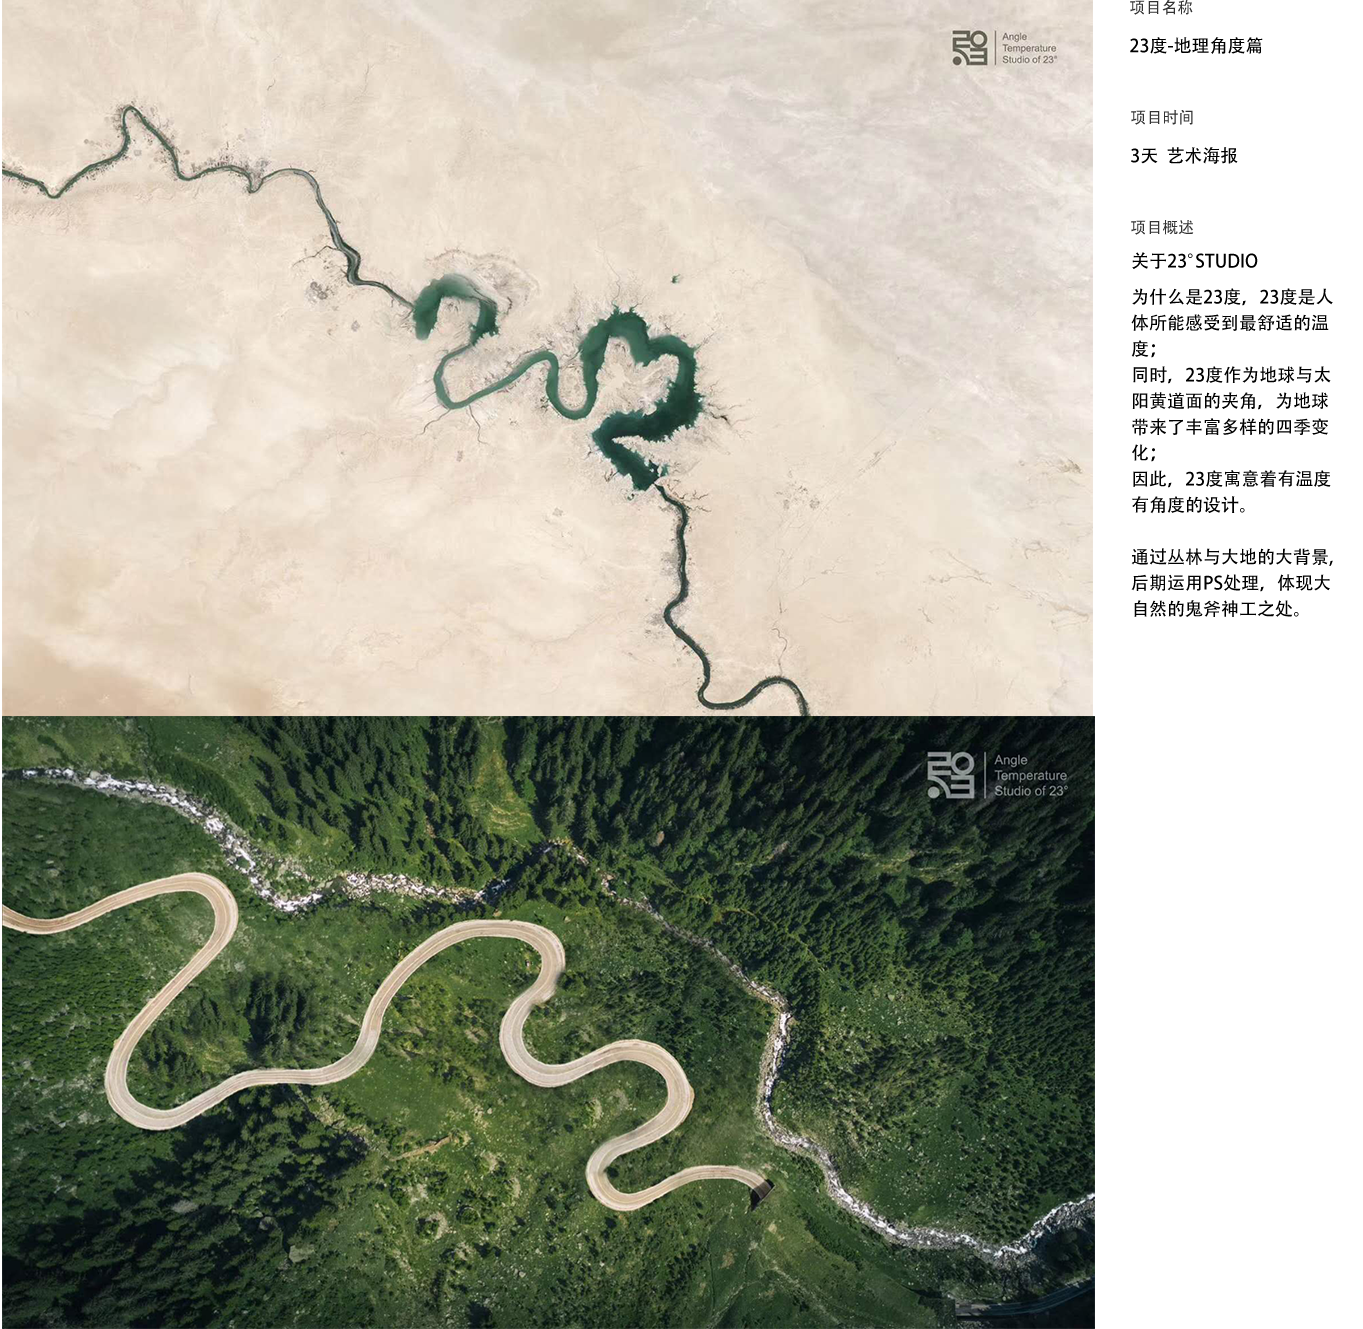 Angle
Temperature
Studio of 23°
项目名称
23度-地理角度篇
项目时间
3天 艺术海报
项目概述
关于23°STUDIO
为什么是23度，23度是人
体所能感受到最舒适的温
度；
同时，23度作为地球与太
阳黄道面的夹角，为地球
带来了丰富多样的四季变
化；
因此，23度寓意着有温度
有角度的设计。
通过丛林与大地的大背景,
后期运用PS处理，体现大
自然的鬼斧神工之处。
Angle
Temperature
Studio of 23°